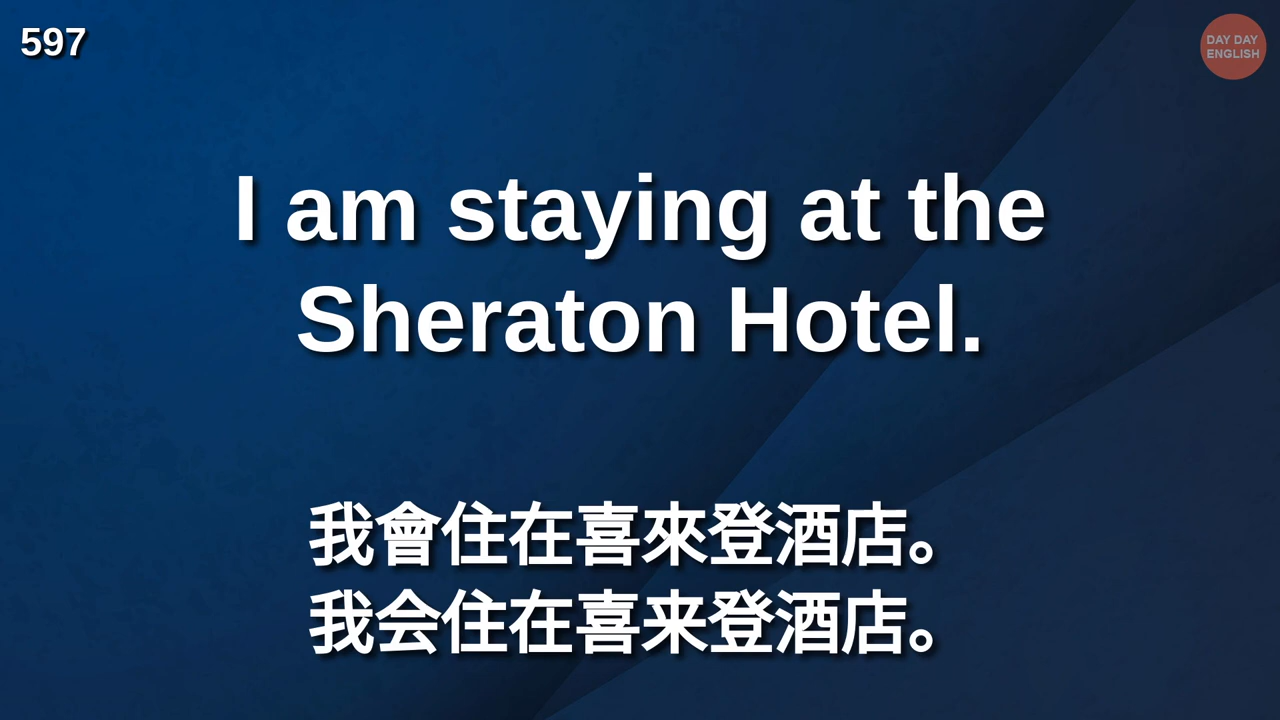 597
DAY DAY
ENGLISH
I am staying at the
Sheraton Hotel.
我會住在喜來登酒店。
我会住在喜来登酒店。